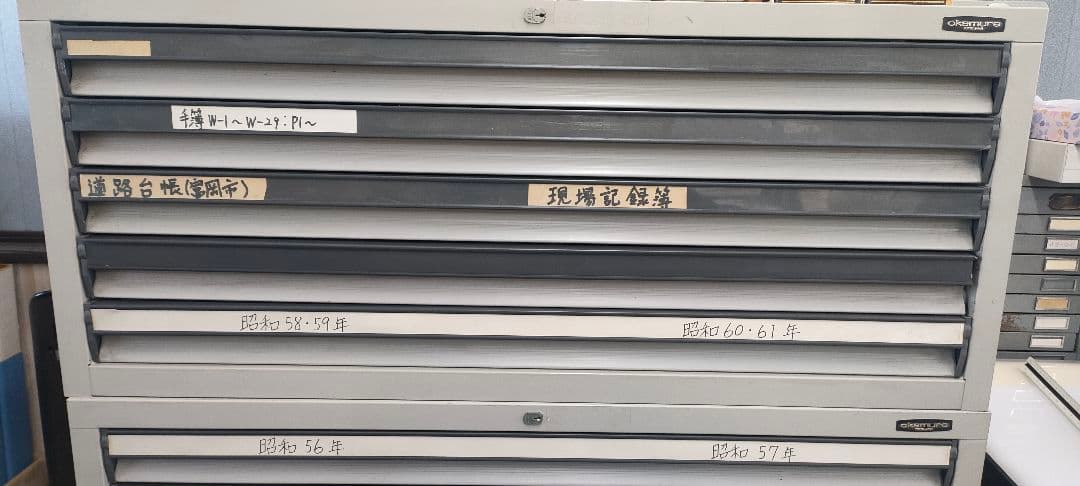 okamura
手簿 W-1～W-29:P1～
道路台帳(富岡市)
現場記録簿
昭和58・59年
昭和60・61年
okamura
昭和56年
昭和57年